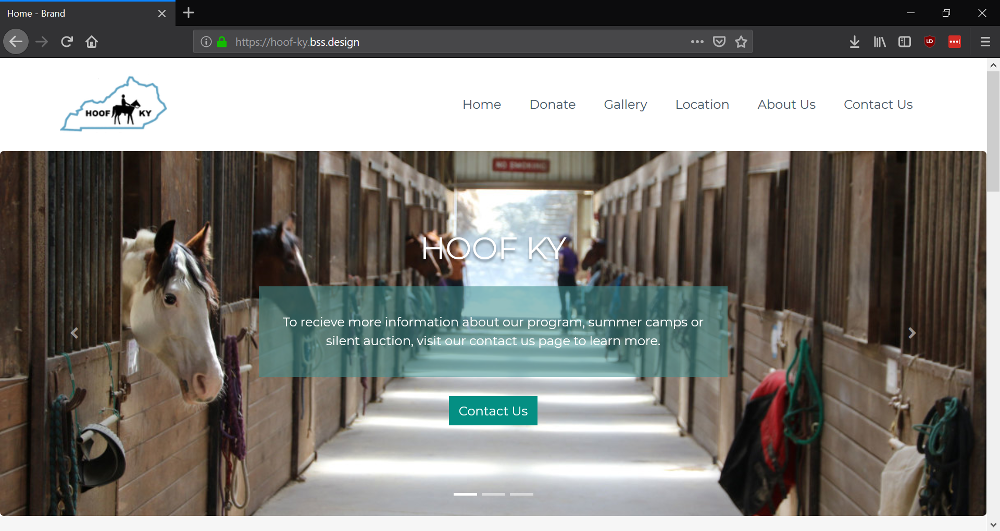 Home - Brand
https://hoof-ky.bss.design
HOOF KY
Home Donate Gallery Location About Us Contact Us
NO SMOKING
HOOF KY
To recieve more information about our program, summer camps or
silent auction, visit our contact us page to learn more.
Contact Us